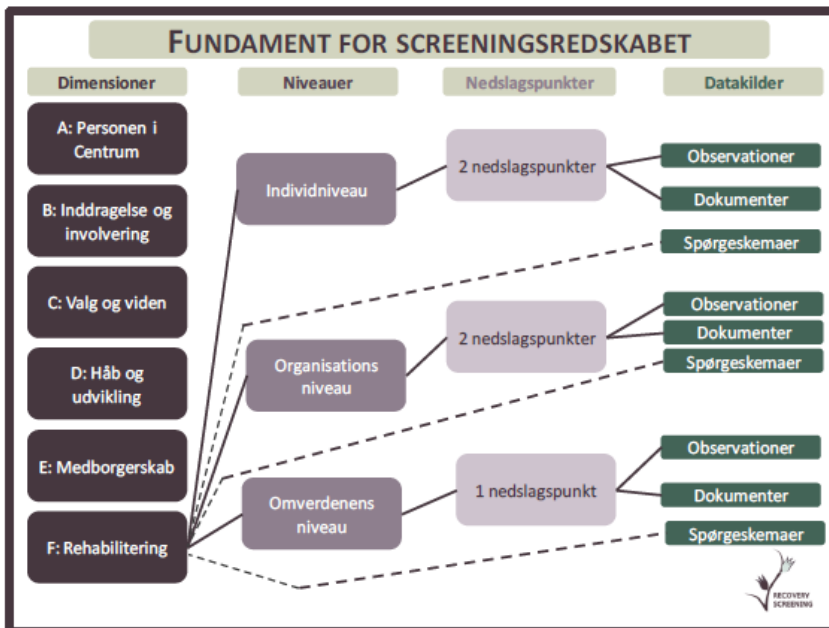 FUNDAMENT FOR SCREENINGSREDSKABET
Dimensioner
Niveauer
Nedslagspunkter
Datakilder
A: Personen i
Centrum
B: Inddragelse og
involvering
C: Valg og viden
D: Håb og
udvikling
E: Medborgerskab
F: Rehabilitering
Individniveau
Organisations
niveau
Omverdenens
niveau
2 nedslagspunkter
2 nedslagspunkter
1 nedslagspunkt
Observationer
Dokumenter
Spørgeskemaer
Observationer
Dokumenter
Spørgeskemaer
Observationer
Dokumenter
Spørgeskemaer
RECOVERY
SCREENING